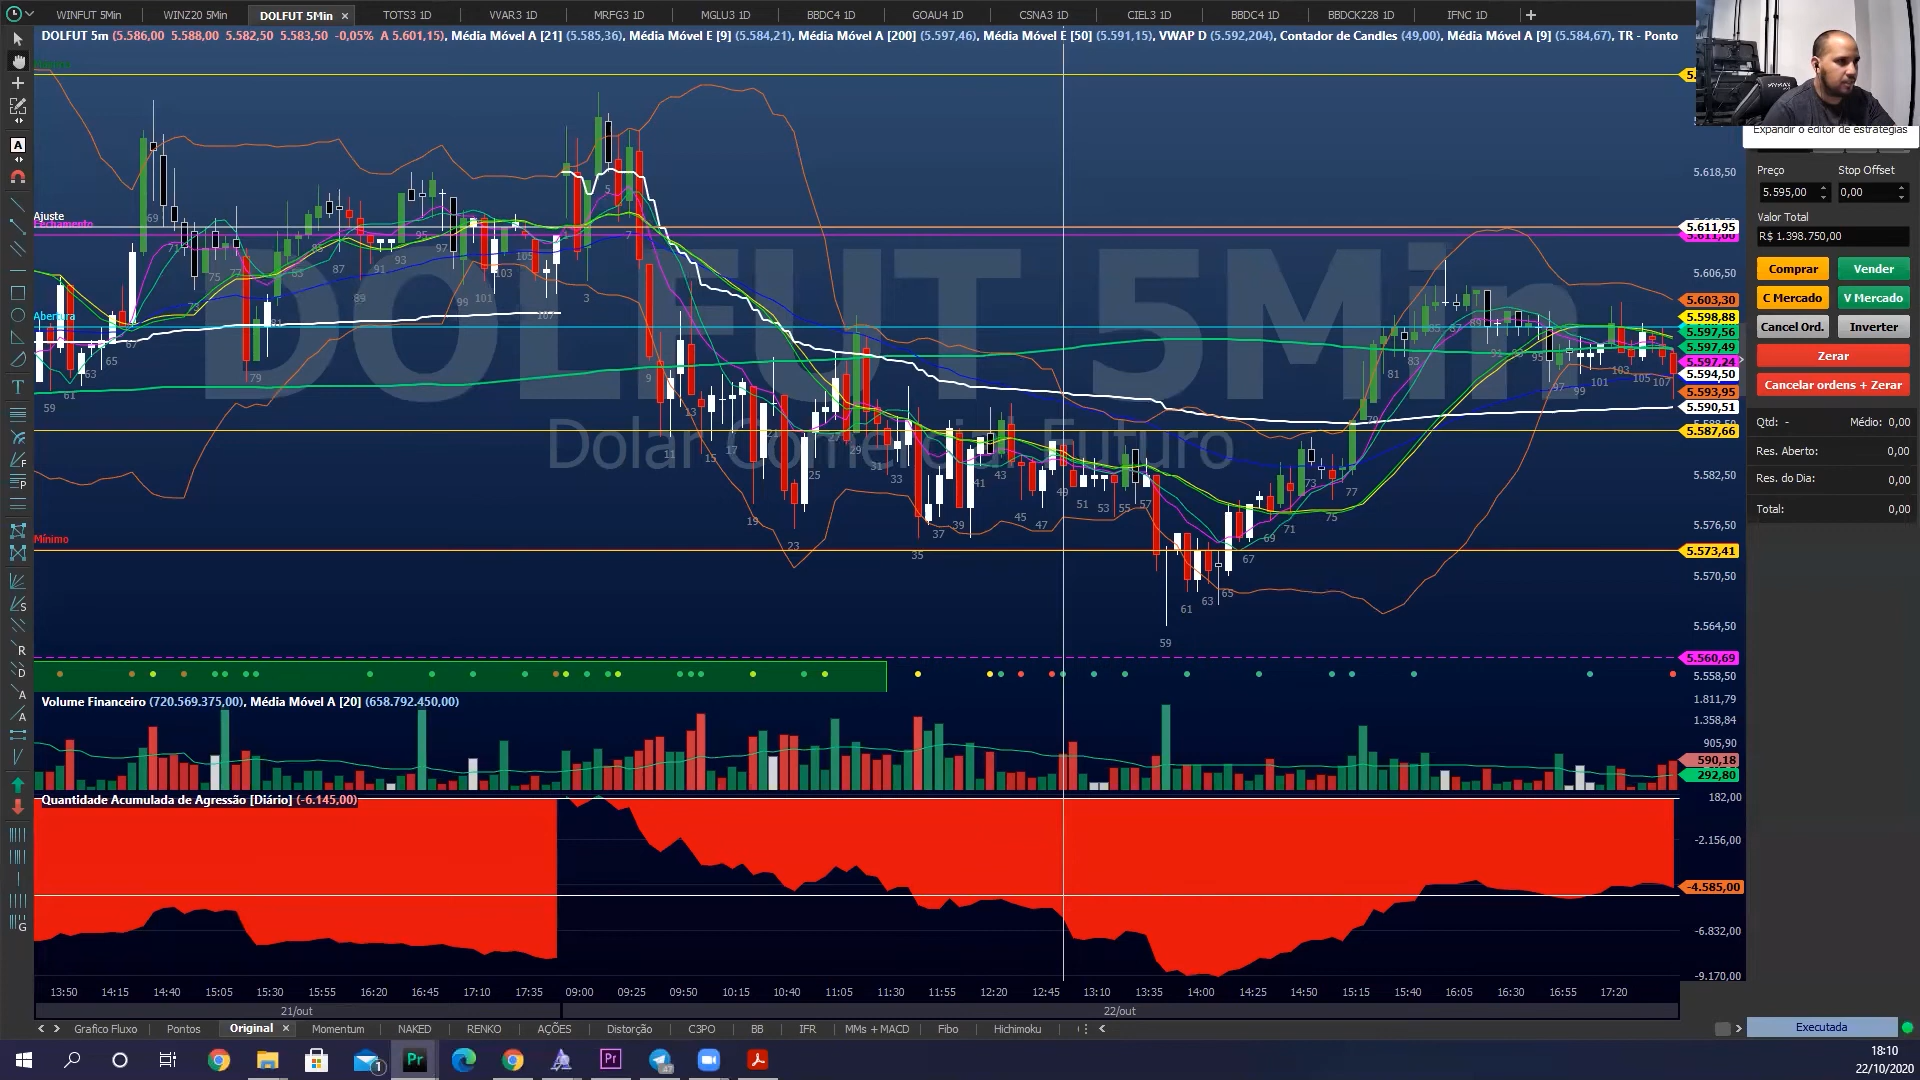 WINFUT 5Min WINZ20 5Min DOLFUT 5Min × TOTS3 1D VVAR3 1D MRFG3 1D MGLU3 1D BBDC4 1D GOAU4 1D CSNA3 1D CIEL3 1D BBDC4 1D BBDCK228 1D IFNC 1D +
DOLFUT 5m (5.586,00 5.588,00 5.582,50 5.583,50 -0,05% A 5.601,15), Média Móvel A [21] (5.585,36), Média Móvel E [9] (5.584,21), Média Móvel A [200] (5.597,46), Média Móvel E [50] (5.591,15), VWAP D (5.592,204), Contador de Candles (49,00), Média Móvel A [9] (5.584,67), TR - Ponto
Expandir o editor de estratégias
Preço Stop Offset
5.595,00 0,00
Valor Total
R$ 1.398.750,00
Comprar Vender
C Mercado V Mercado
Cancel Ord. Inverter
Zerar
Cancelar ordens + Zerar
Qtd: - Médio: 0,00
Res. Aberto: 0,00
Res. do Dia: 0,00
Total: 0,00
DOLFUT 5Min
Dolar Comercial Futuro
Ajuste
Fechamento
Abertura
Mínimo
5.618,50
5.611,95
5.611,00
5.606,50
5.603,30
5.598,88
5.597,56
5.597,49
5.597,24
5.594,50
5.593,95
5.590,51
5.587,66
5.582,50
5.576,50
5.573,41
5.570,50
5.564,50
5.560,69
5.558,50
Volume Financeiro (720.569.375,00), Média Móvel A [20] (658.792.450,00)
1.811,79
1.358,84
905,90
590,18
292,80
Quantidade Acumulada de Agressão [Diário] (-6.145,00)
182,00
-2.156,00
-4.585,00
-6.832,00
-9.170,00
13:50 14:15 14:40 15:05 15:30 15:55 16:20 16:45 17:10 17:35 09:00 09:25 09:50 10:15 10:40 11:05 11:30 11:55 12:20 12:45 13:10 13:35 14:00 14:25 14:50 15:15 15:40 16:05 16:30 16:55 17:20
21/out 22/out
Grafico Fluxo Pontos Original × Momentum NAKED RENKO AÇÕES Distorção C3PO BB IFR MMs + MACD Fibo Hichimoku
Executada
18:10
22/10/2020